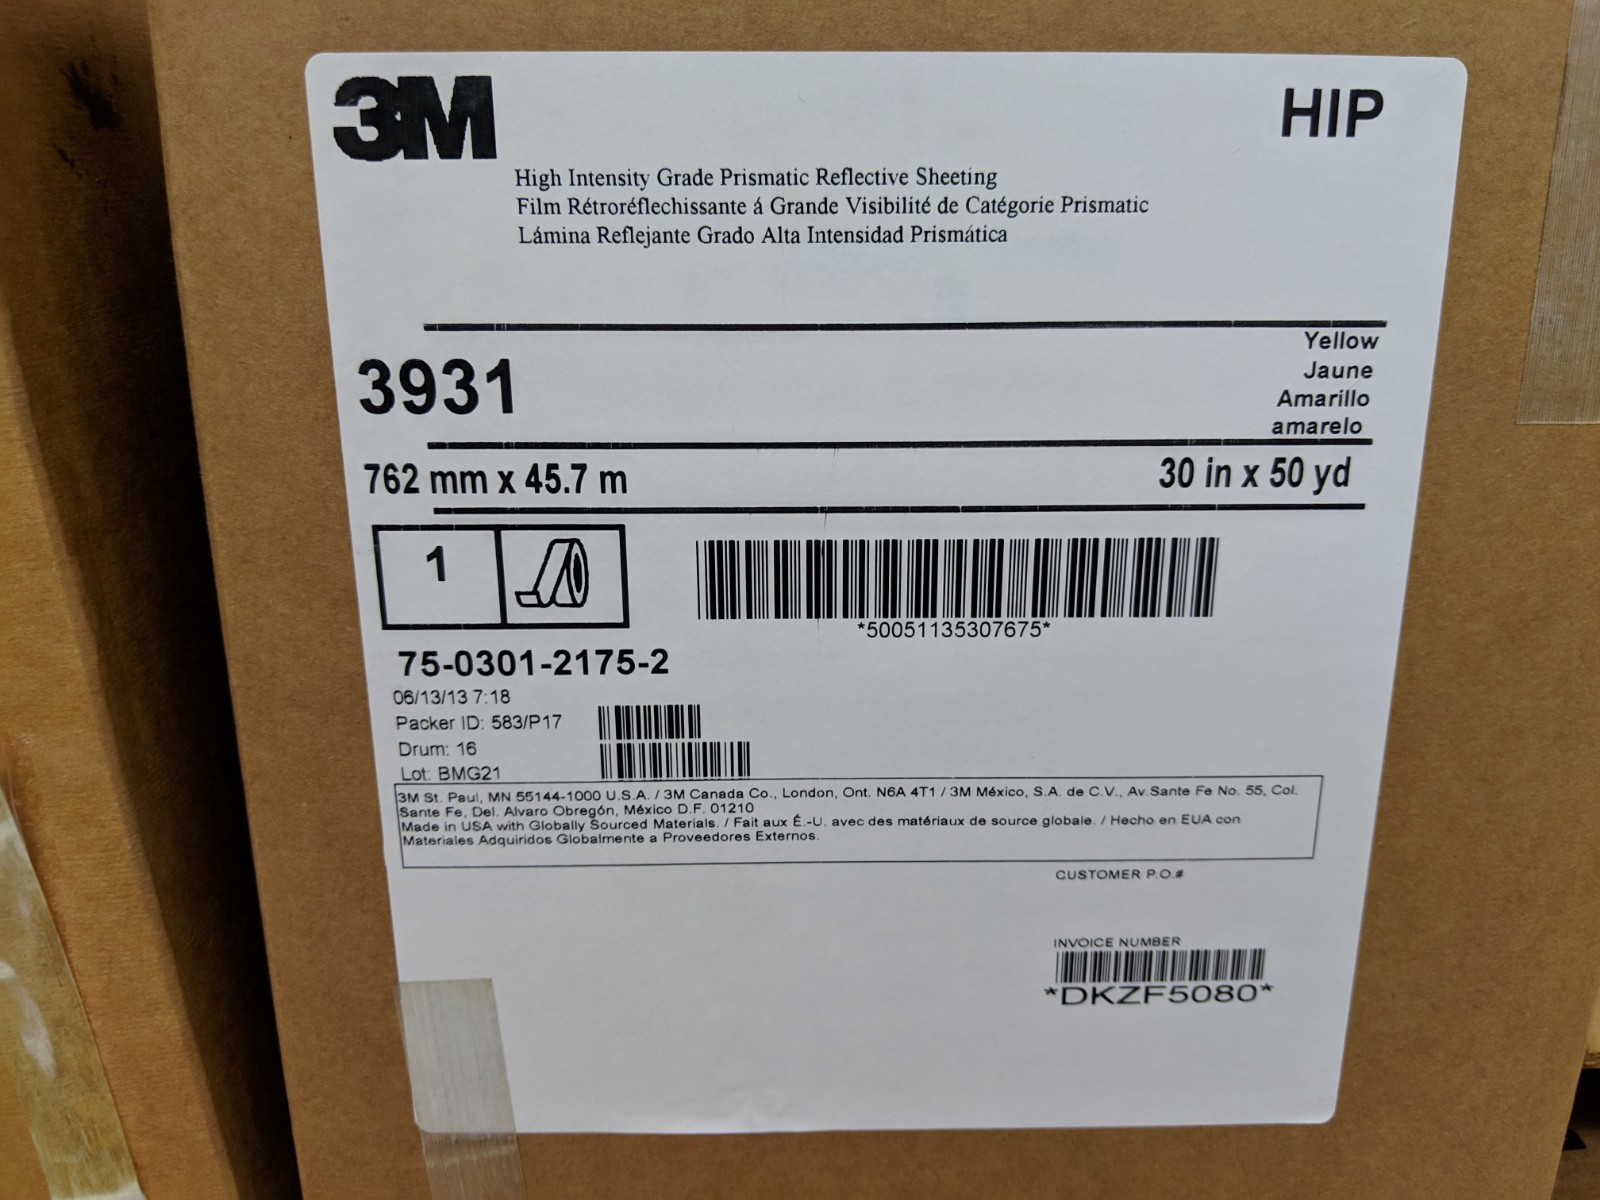 3M
HIP
High Intensity Grade Prismatic Reflective Sheeting
Film Rétroréflechissante á Grande Visibilité de Catégorie Prismatic
Lámina Reflejante Grado Alta Intensidad Prismática
Yellow
3931
Jaune
Amarillo
amarelo
762 mm x 45.7 m
30 in x 50 yd
1
*50051135307675*
75-0301-2175-2
06/13/13 7:18
Packer ID: 583/P17
Drum: 16
Lot: BMG21
3M St. Paul, MN 55144-1000 U.S.A. / 3M Canada Co., London, Ont. N6A 4T1 / 3M México, S.A. de C.V., Av.Sante Fe No. 55, Col.
Sante Fe, Del. Alvaro Obregón, México D.F. 01210
Made in USA with Globally Sourced Materials. / Fait aux É.-U. avec des matériaux de source globale. / Hecho en EUA con
Materiales Adquiridos Globalmente a Proveedores Externos.
CUSTOMER P.O.#
INVOICE NUMBER
*DKZF5080*